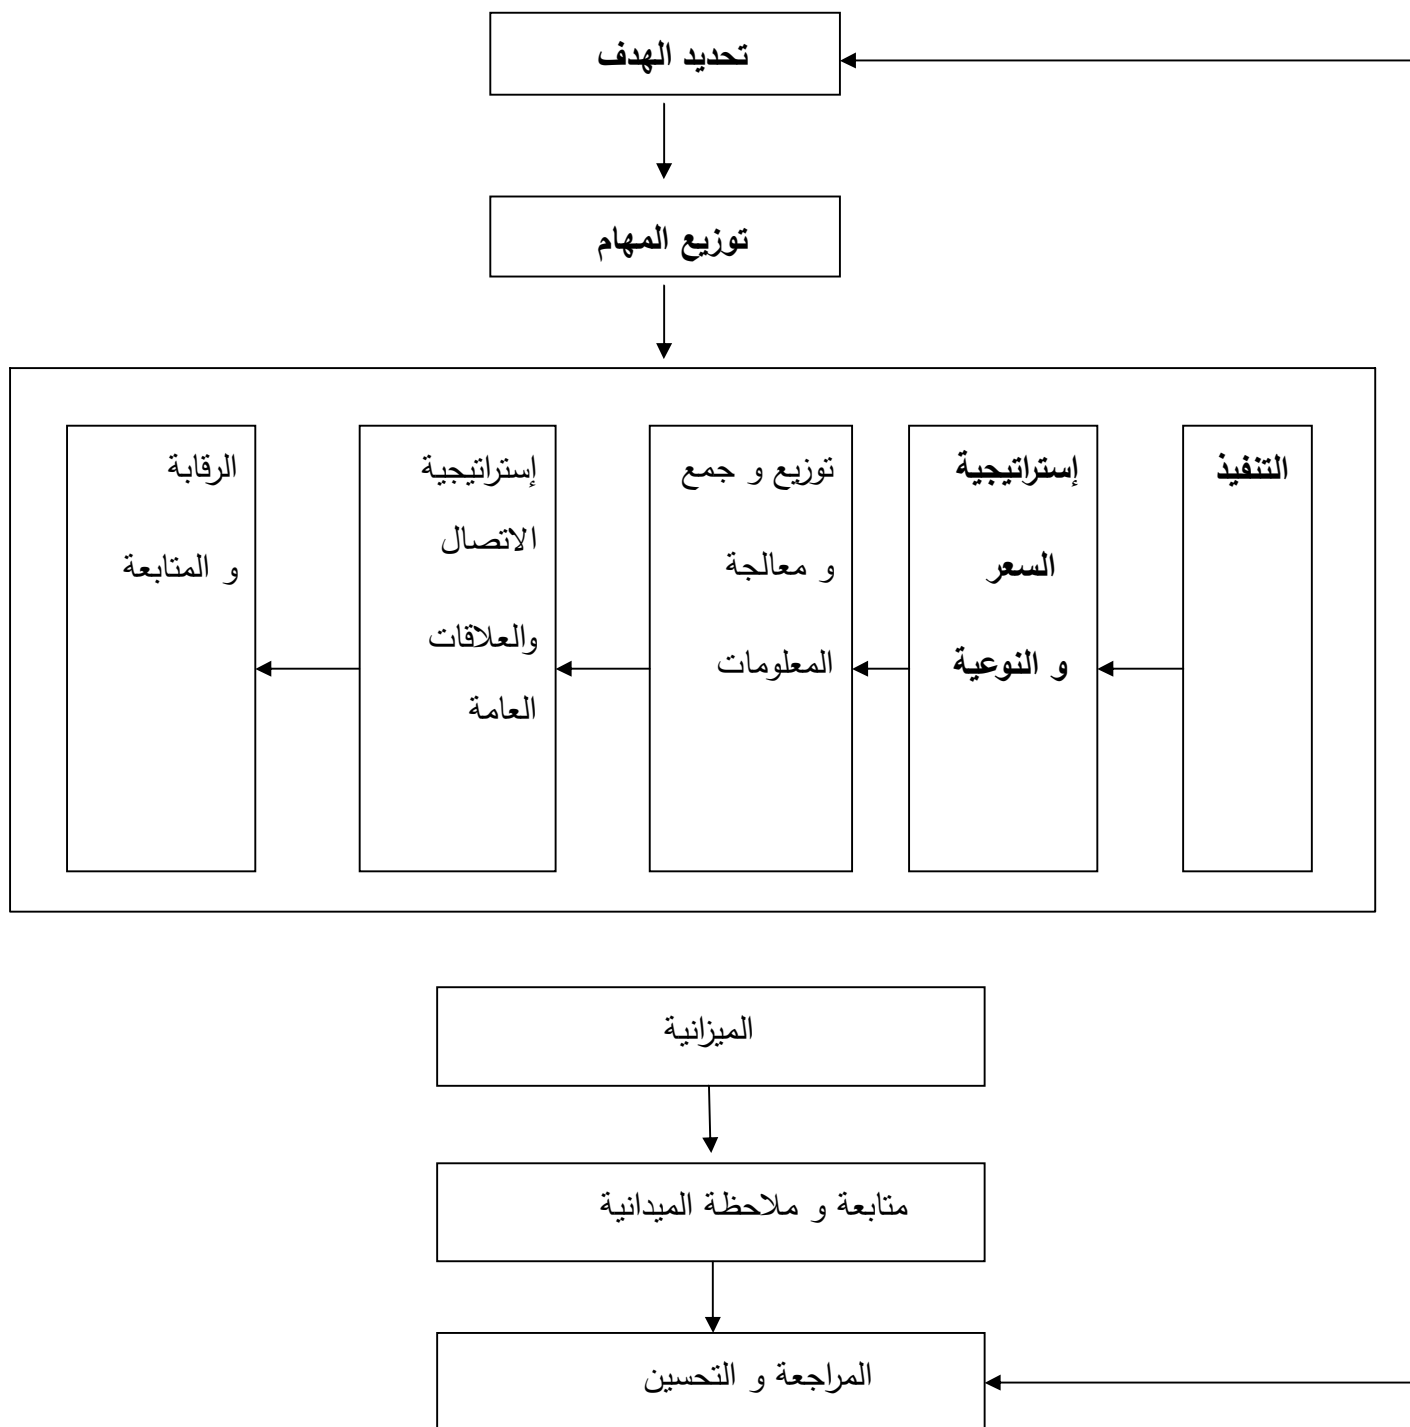 تحديد الهدف
توزيع المهام
التنفيذ
إستراتيجية
السعر
و النوعية
توزيع و جمع
و معالجة
المعلومات
إستراتيجية
الاتصال
والعلاقات
العامة
الرقابة
و المتابعة
الميزانية
متابعة و ملاحظة الميدانية
المراجعة و التحسين